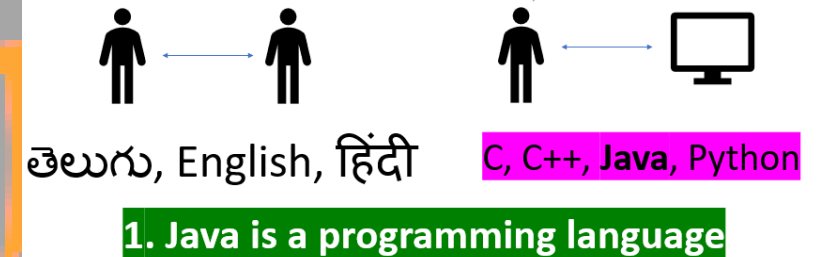 తెలుగు, English, हिंदी
C, C++, Java, Python
1. Java is a programming language